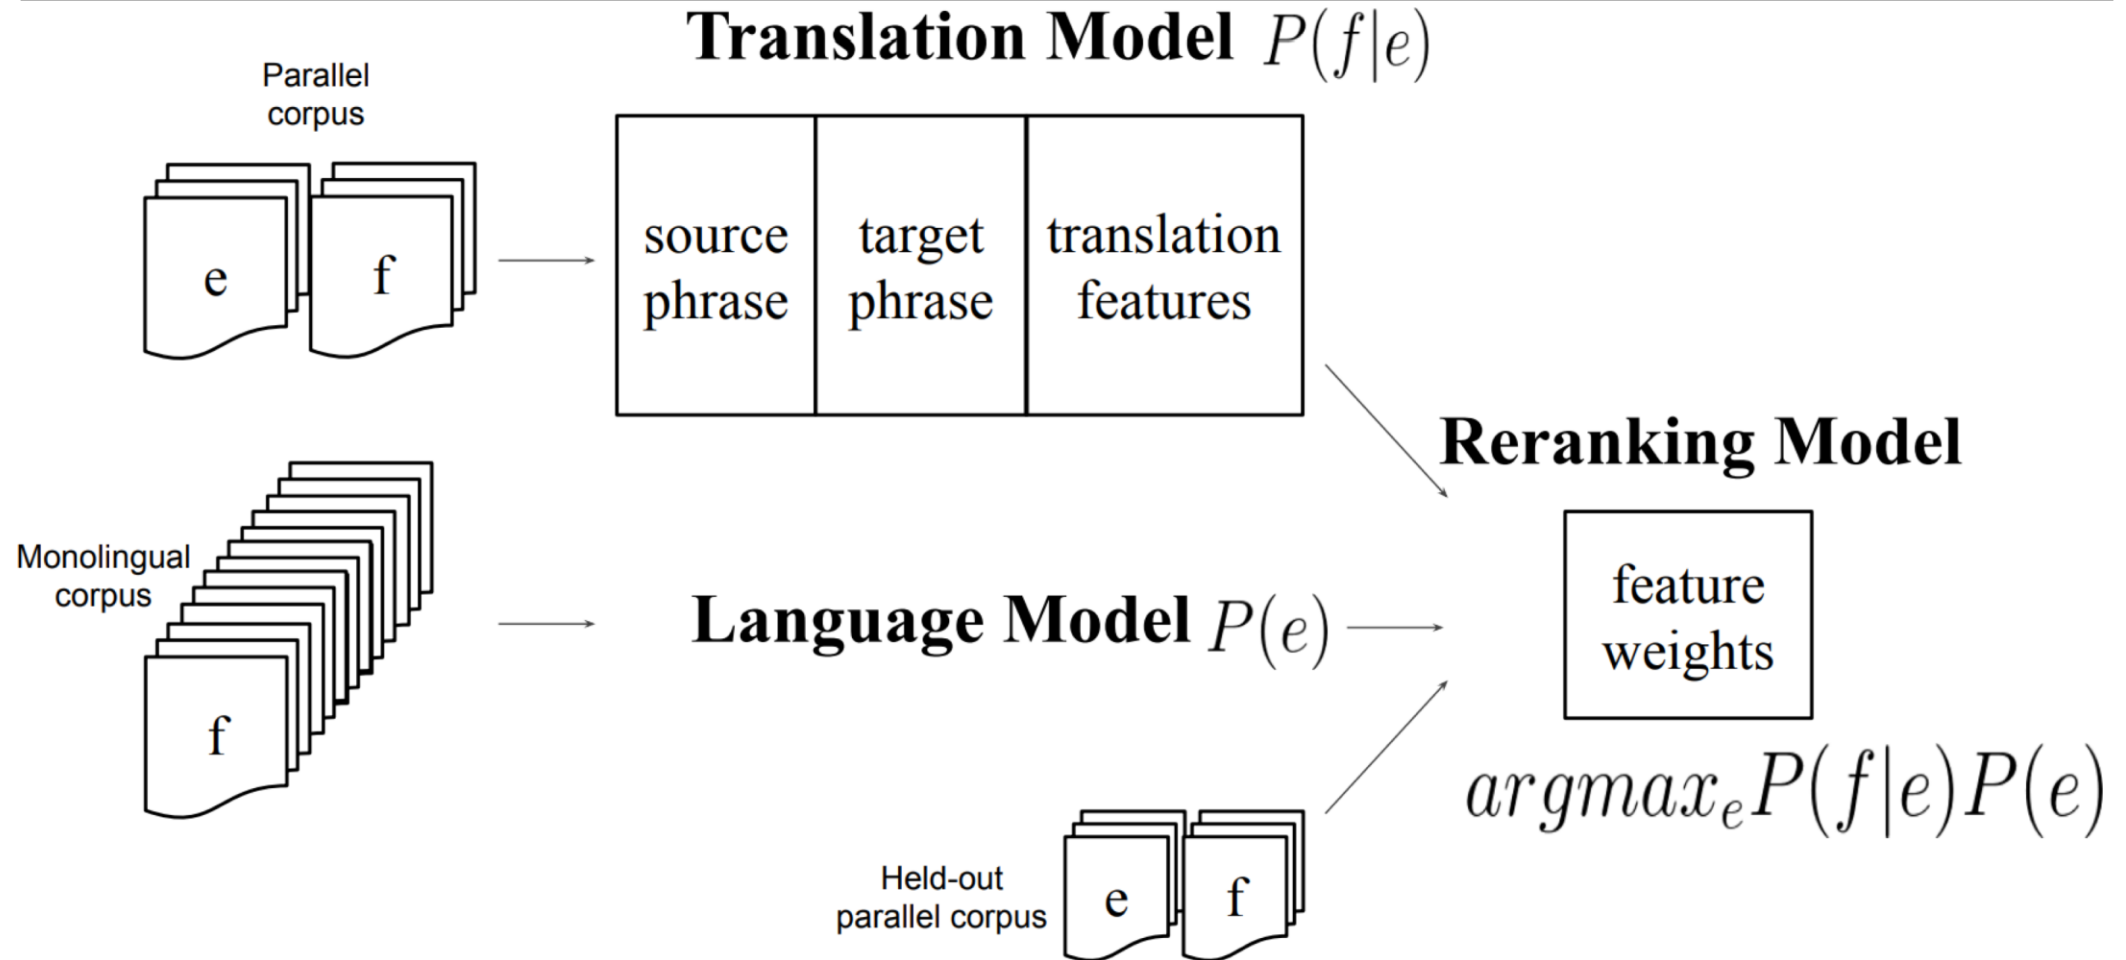 Translation Model P(f|e)
Parallel
corpus
e
f
source
phrase
target
phrase
translation
features
Reranking Model
Monolingual
corpus
f
Language Model P(e)
feature
weights
argmax_e P(f|e)P(e)
Held-out
parallel corpus
e
f